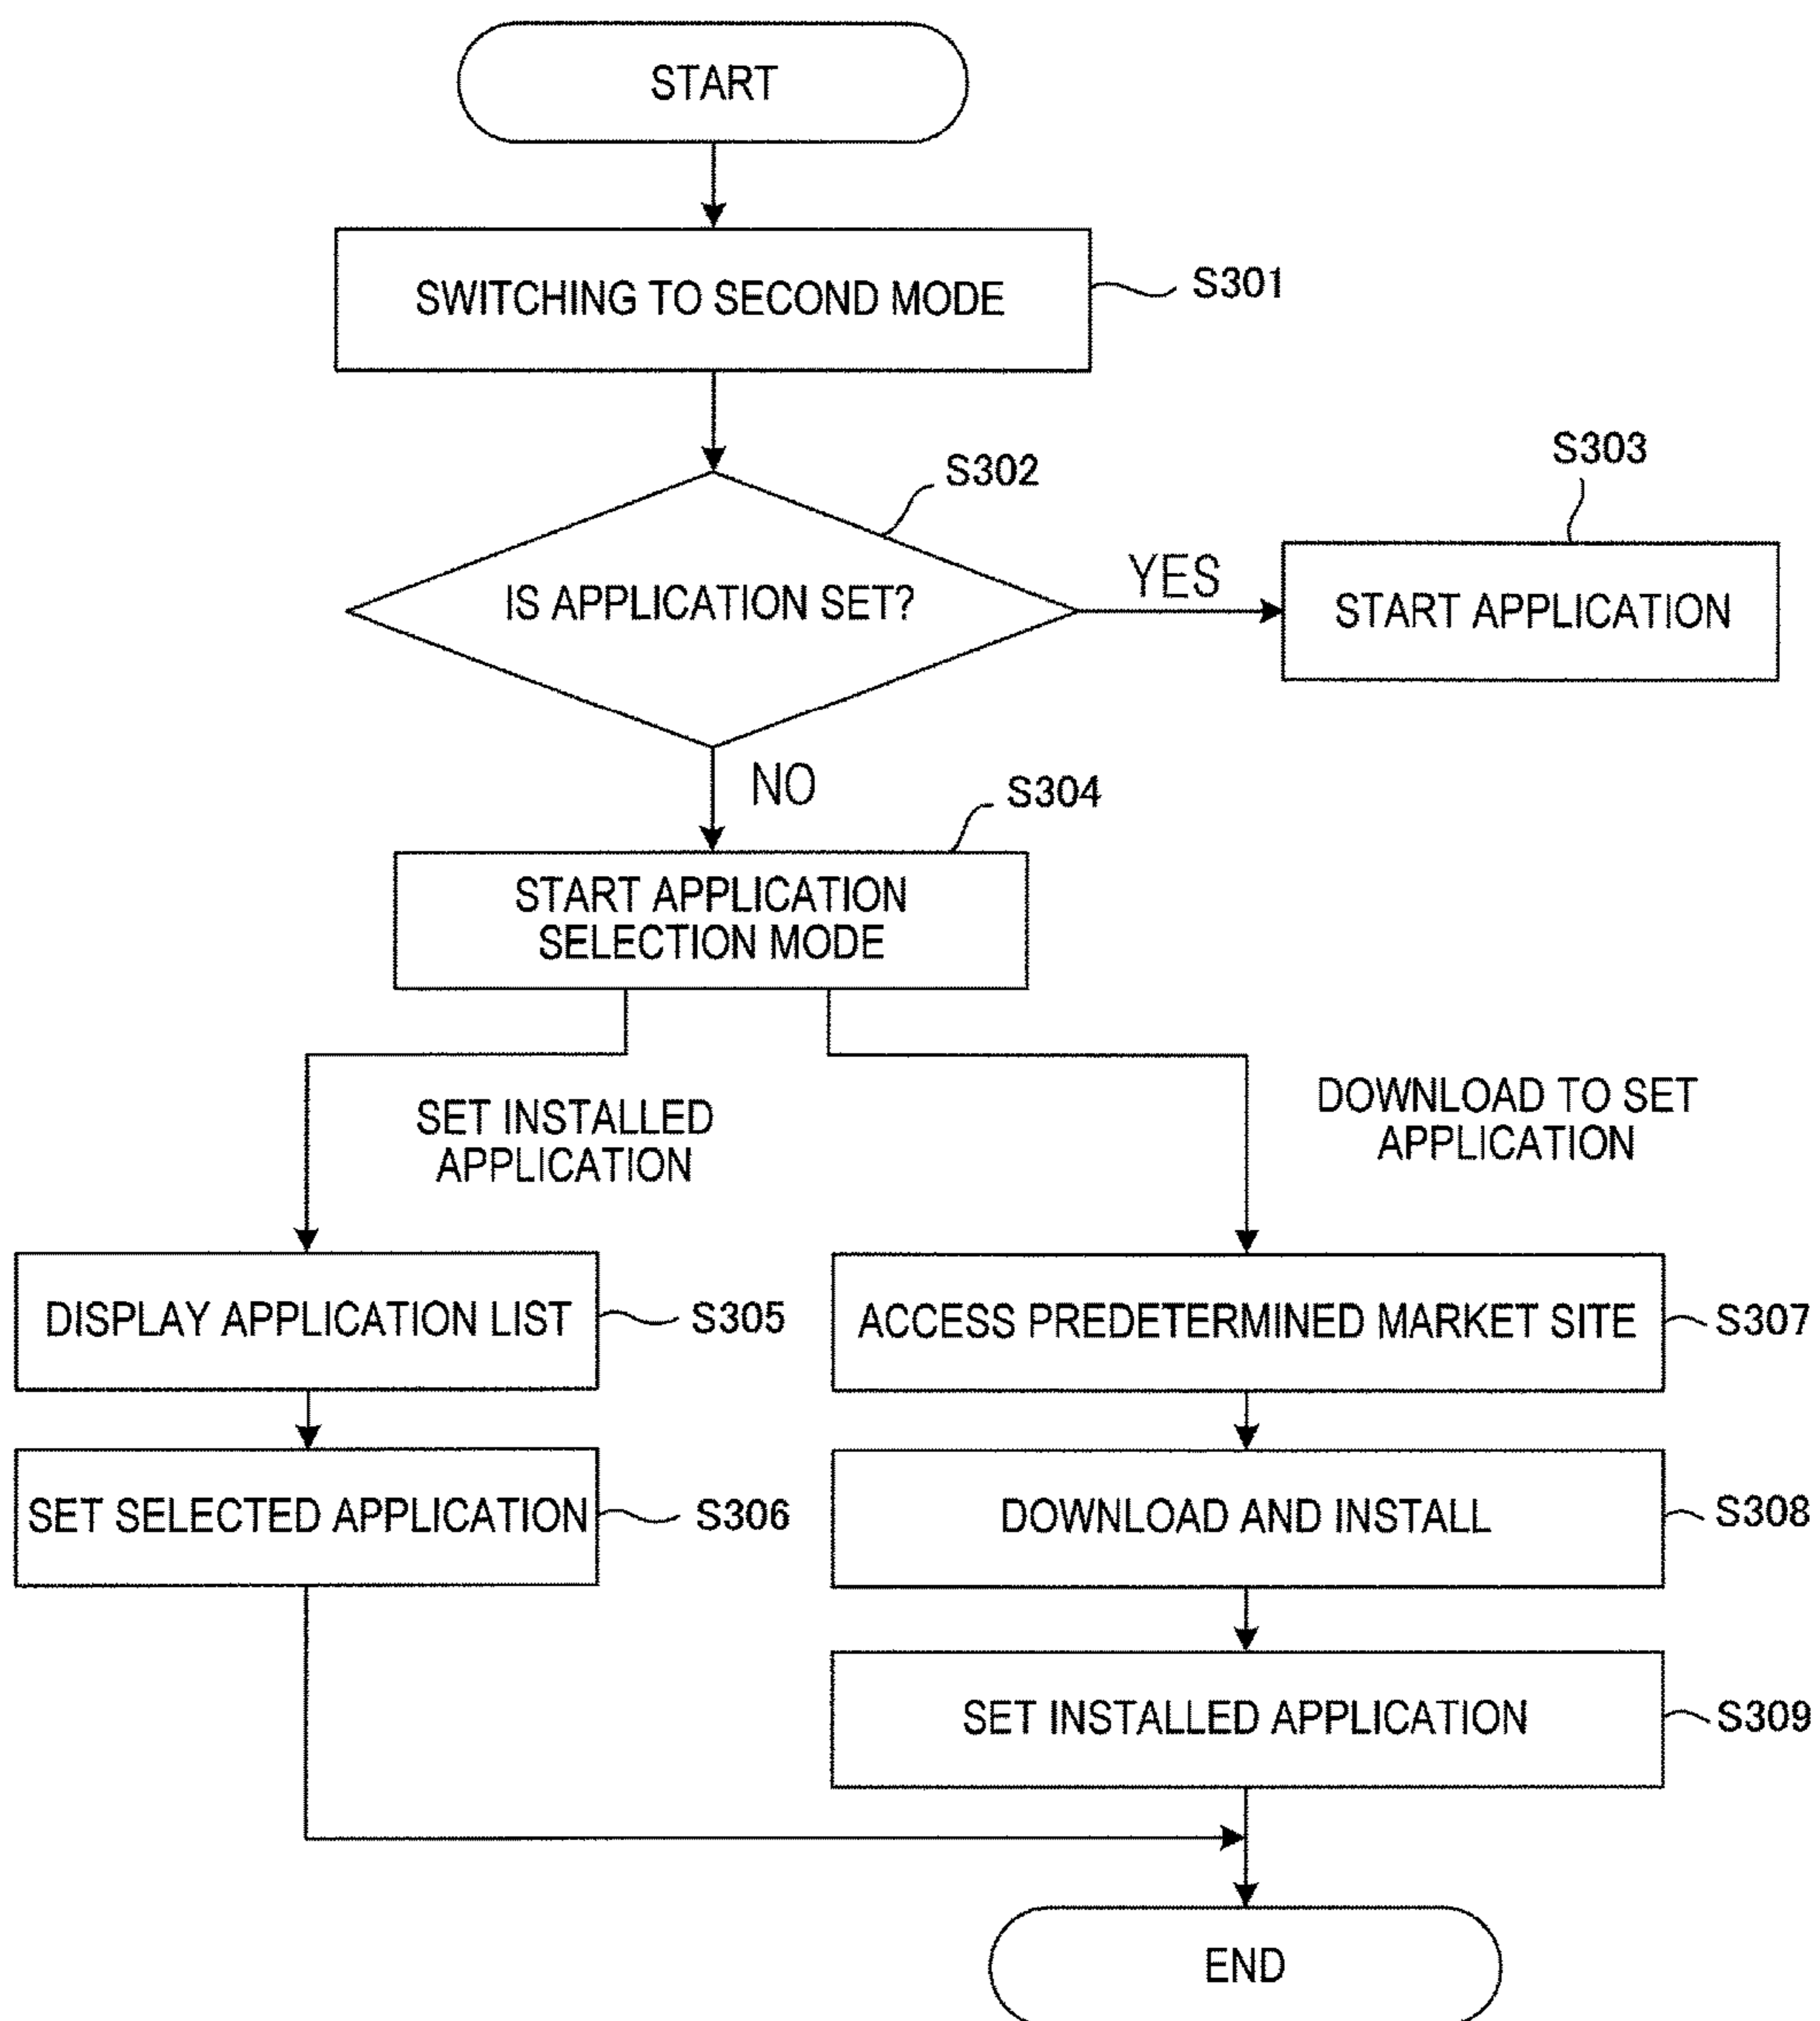 START
SWITCHING TO SECOND MODE
S301
S302
IS APPLICATION SET?
YES
S303
START APPLICATION
NO
S304
START APPLICATION
SELECTION MODE
SET INSTALLED
APPLICATION
DOWNLOAD TO SET
APPLICATION
DISPLAY APPLICATION LIST
S305
ACCESS PREDETERMINED MARKET SITE
S307
SET SELECTED APPLICATION
S306
DOWNLOAD AND INSTALL
S308
SET INSTALLED APPLICATION
S309
END